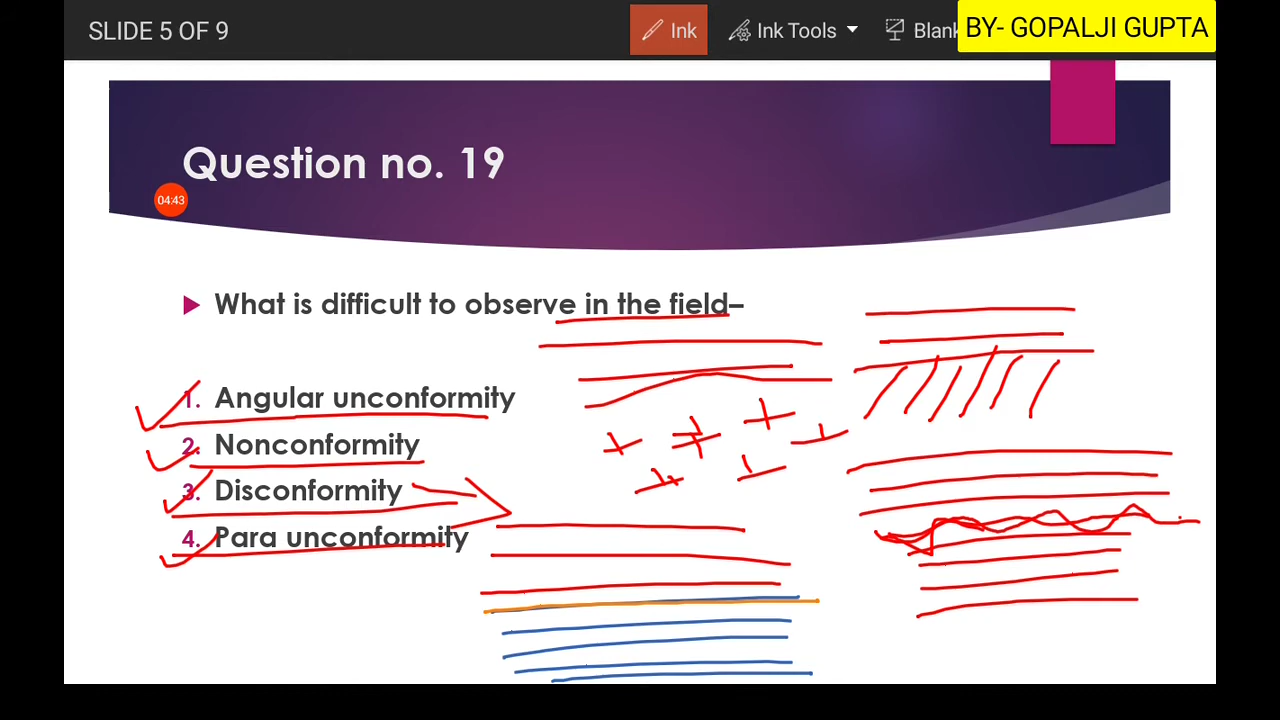 SLIDE 5 OF 9
Ink
Ink Tools
Blank
BY- GOPALJI GUPTA
Question no. 19
04:43
What is difficult to observe in the field–
1. Angular unconformity
2. Nonconformity
3. Disconformity
4. Para unconformity